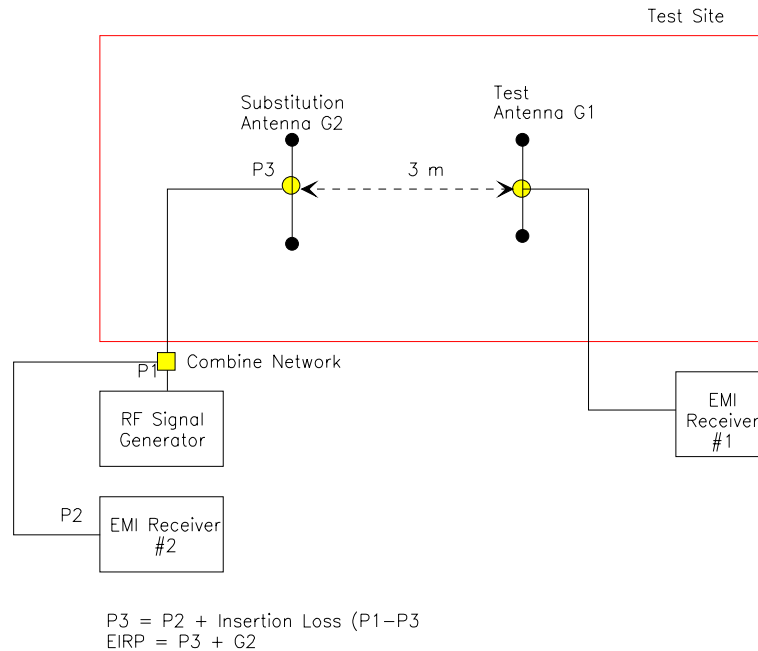 Test Site
Substitution
Antenna G2
Test
Antenna G1
P3
3 m
P1
Combine Network
RF Signal
Generator
EMI
Receiver
#1
P2
EMI Receiver
#2
P3 = P2 + Insertion Loss (P1-P3
EIRP = P3 + G2